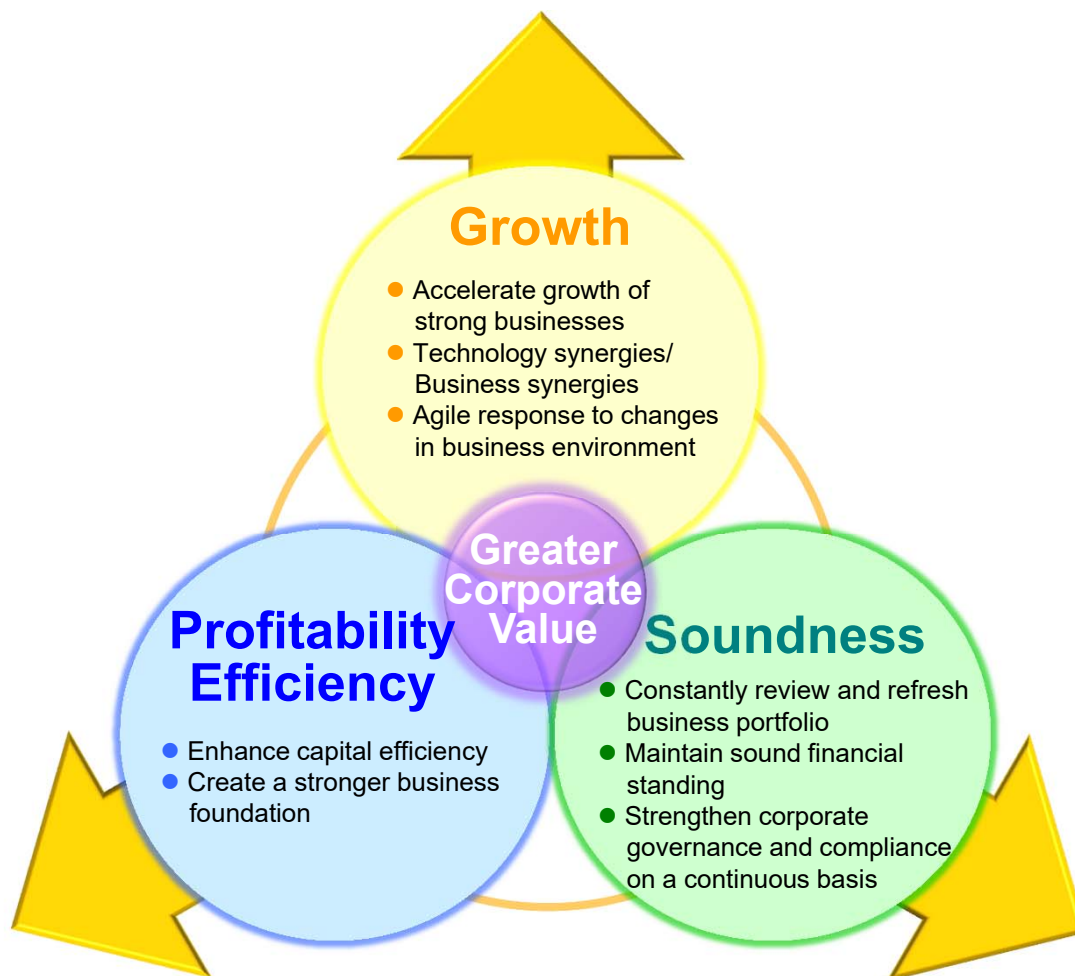 Growth
Accelerate growth of
strong businesses
Technology synergies/
Business synergies
Agile response to changes
in business environment
Greater
Corporate
Value
Profitability
Efficiency
Enhance capital efficiency
Create a stronger business
foundation
Soundness
Constantly review and refresh
business portfolio
Maintain sound financial
standing
Strengthen corporate
governance and compliance
on a continuous basis